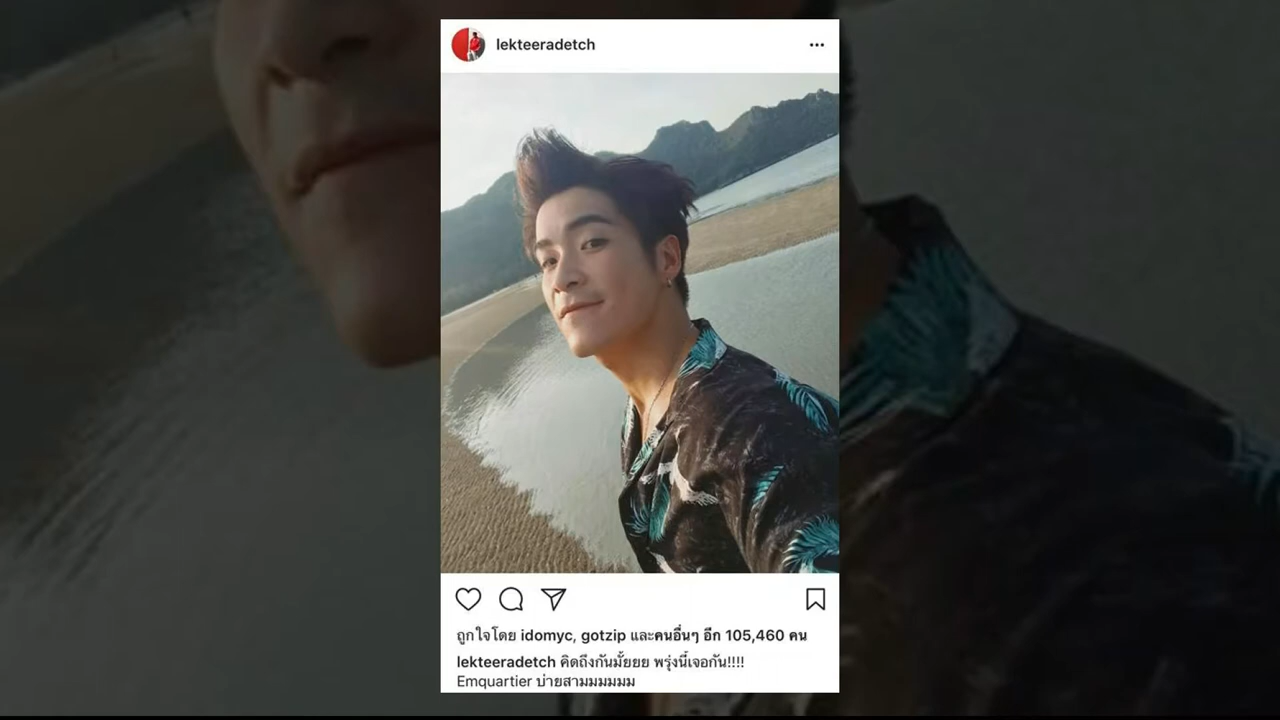 lekteeradetch
ถูกใจโดย idomyc, gotzip และคนอื่นๆ อีก 105,460 คน
lekteeradetch คิดถึงกันมั้ยยย พรุ่งนี้เจอกัน!!!!
Emquartier บ่ายสามมมมมม